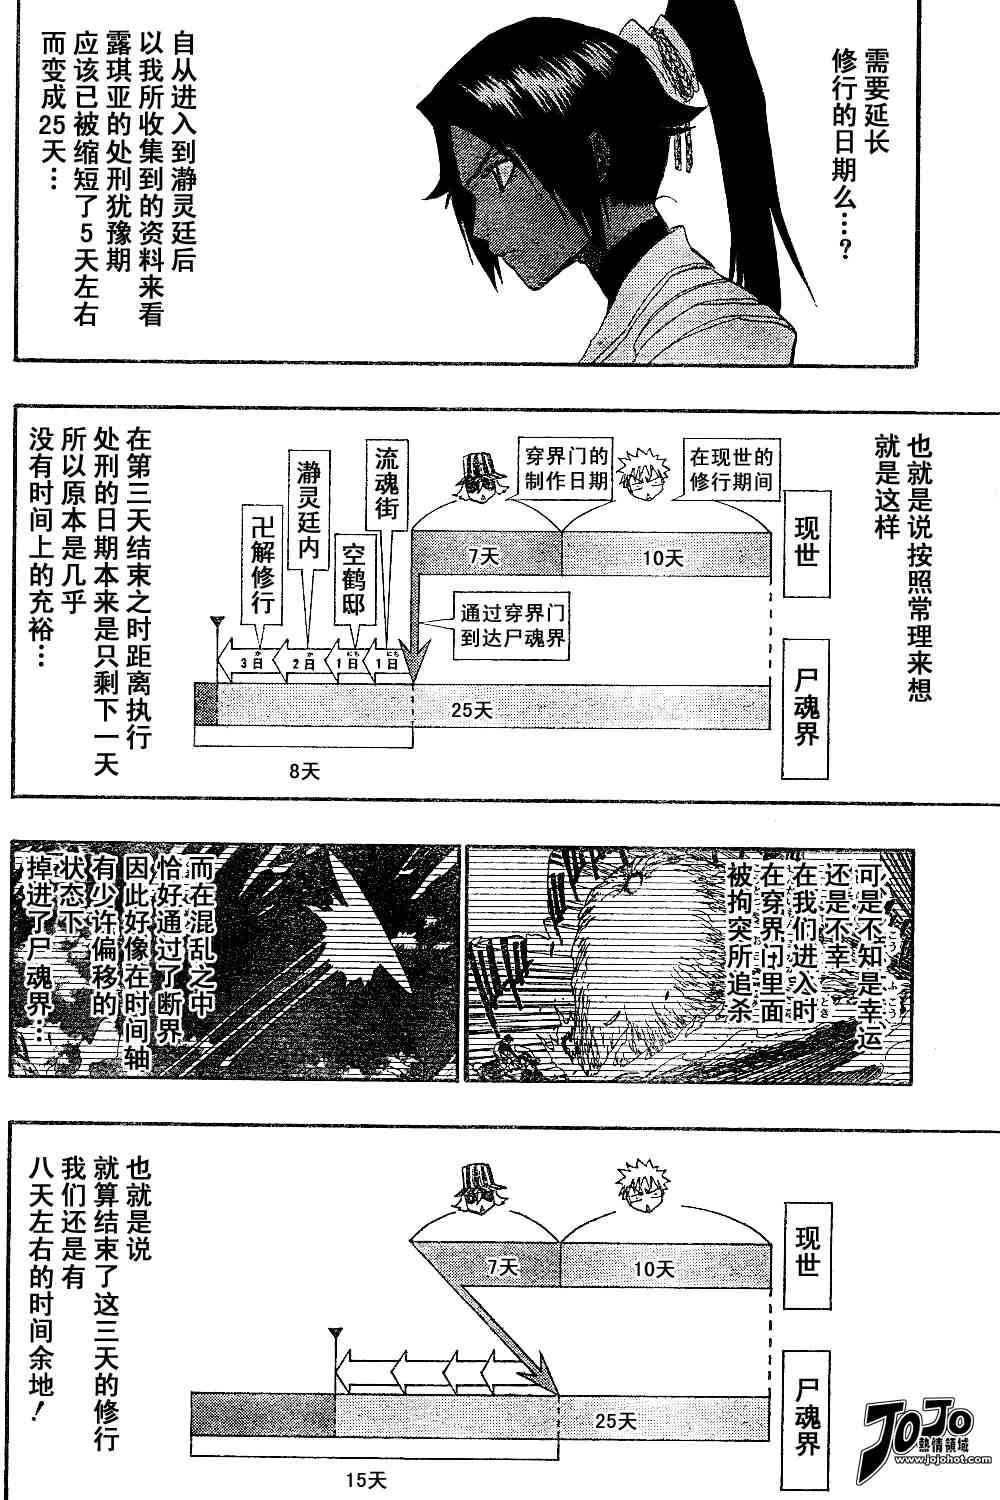 需要延长
修行的日期么…?
自从进入到瀞灵廷后
以我所收集到的资料来看
露琪亚的处刑犹豫期
应该已被缩短了5天左右
而变成25天…
也就是说按照常理来想
就是这样
现世
尸魂界
在现世的
修行期间
穿界门的
制作日期
10天
7天
流魂街
瀞灵廷内
空鹤邸
卍解修行
通过穿界门
到达尸魂界
1日
1日
2日
3日
25天
8天
在第三天结束之时距离执行
处刑的日期本来是只剩下一天
所以原本是几乎
没有时间上的充裕…
可是不知是幸运
还是不幸
在我们进入时
在穿界门里面
被拘突所追杀
而在混乱之中
恰好通过了断界
因此好像在时间轴
有少许偏移的
状态下
掉进了尸魂界…
现世
尸魂界
10天
7天
25天
15天
也就是说
就算结束了这三天的修行
我们还是有
八天左右的时间余地!
JOJO
熱情領域
www.jojohot.com